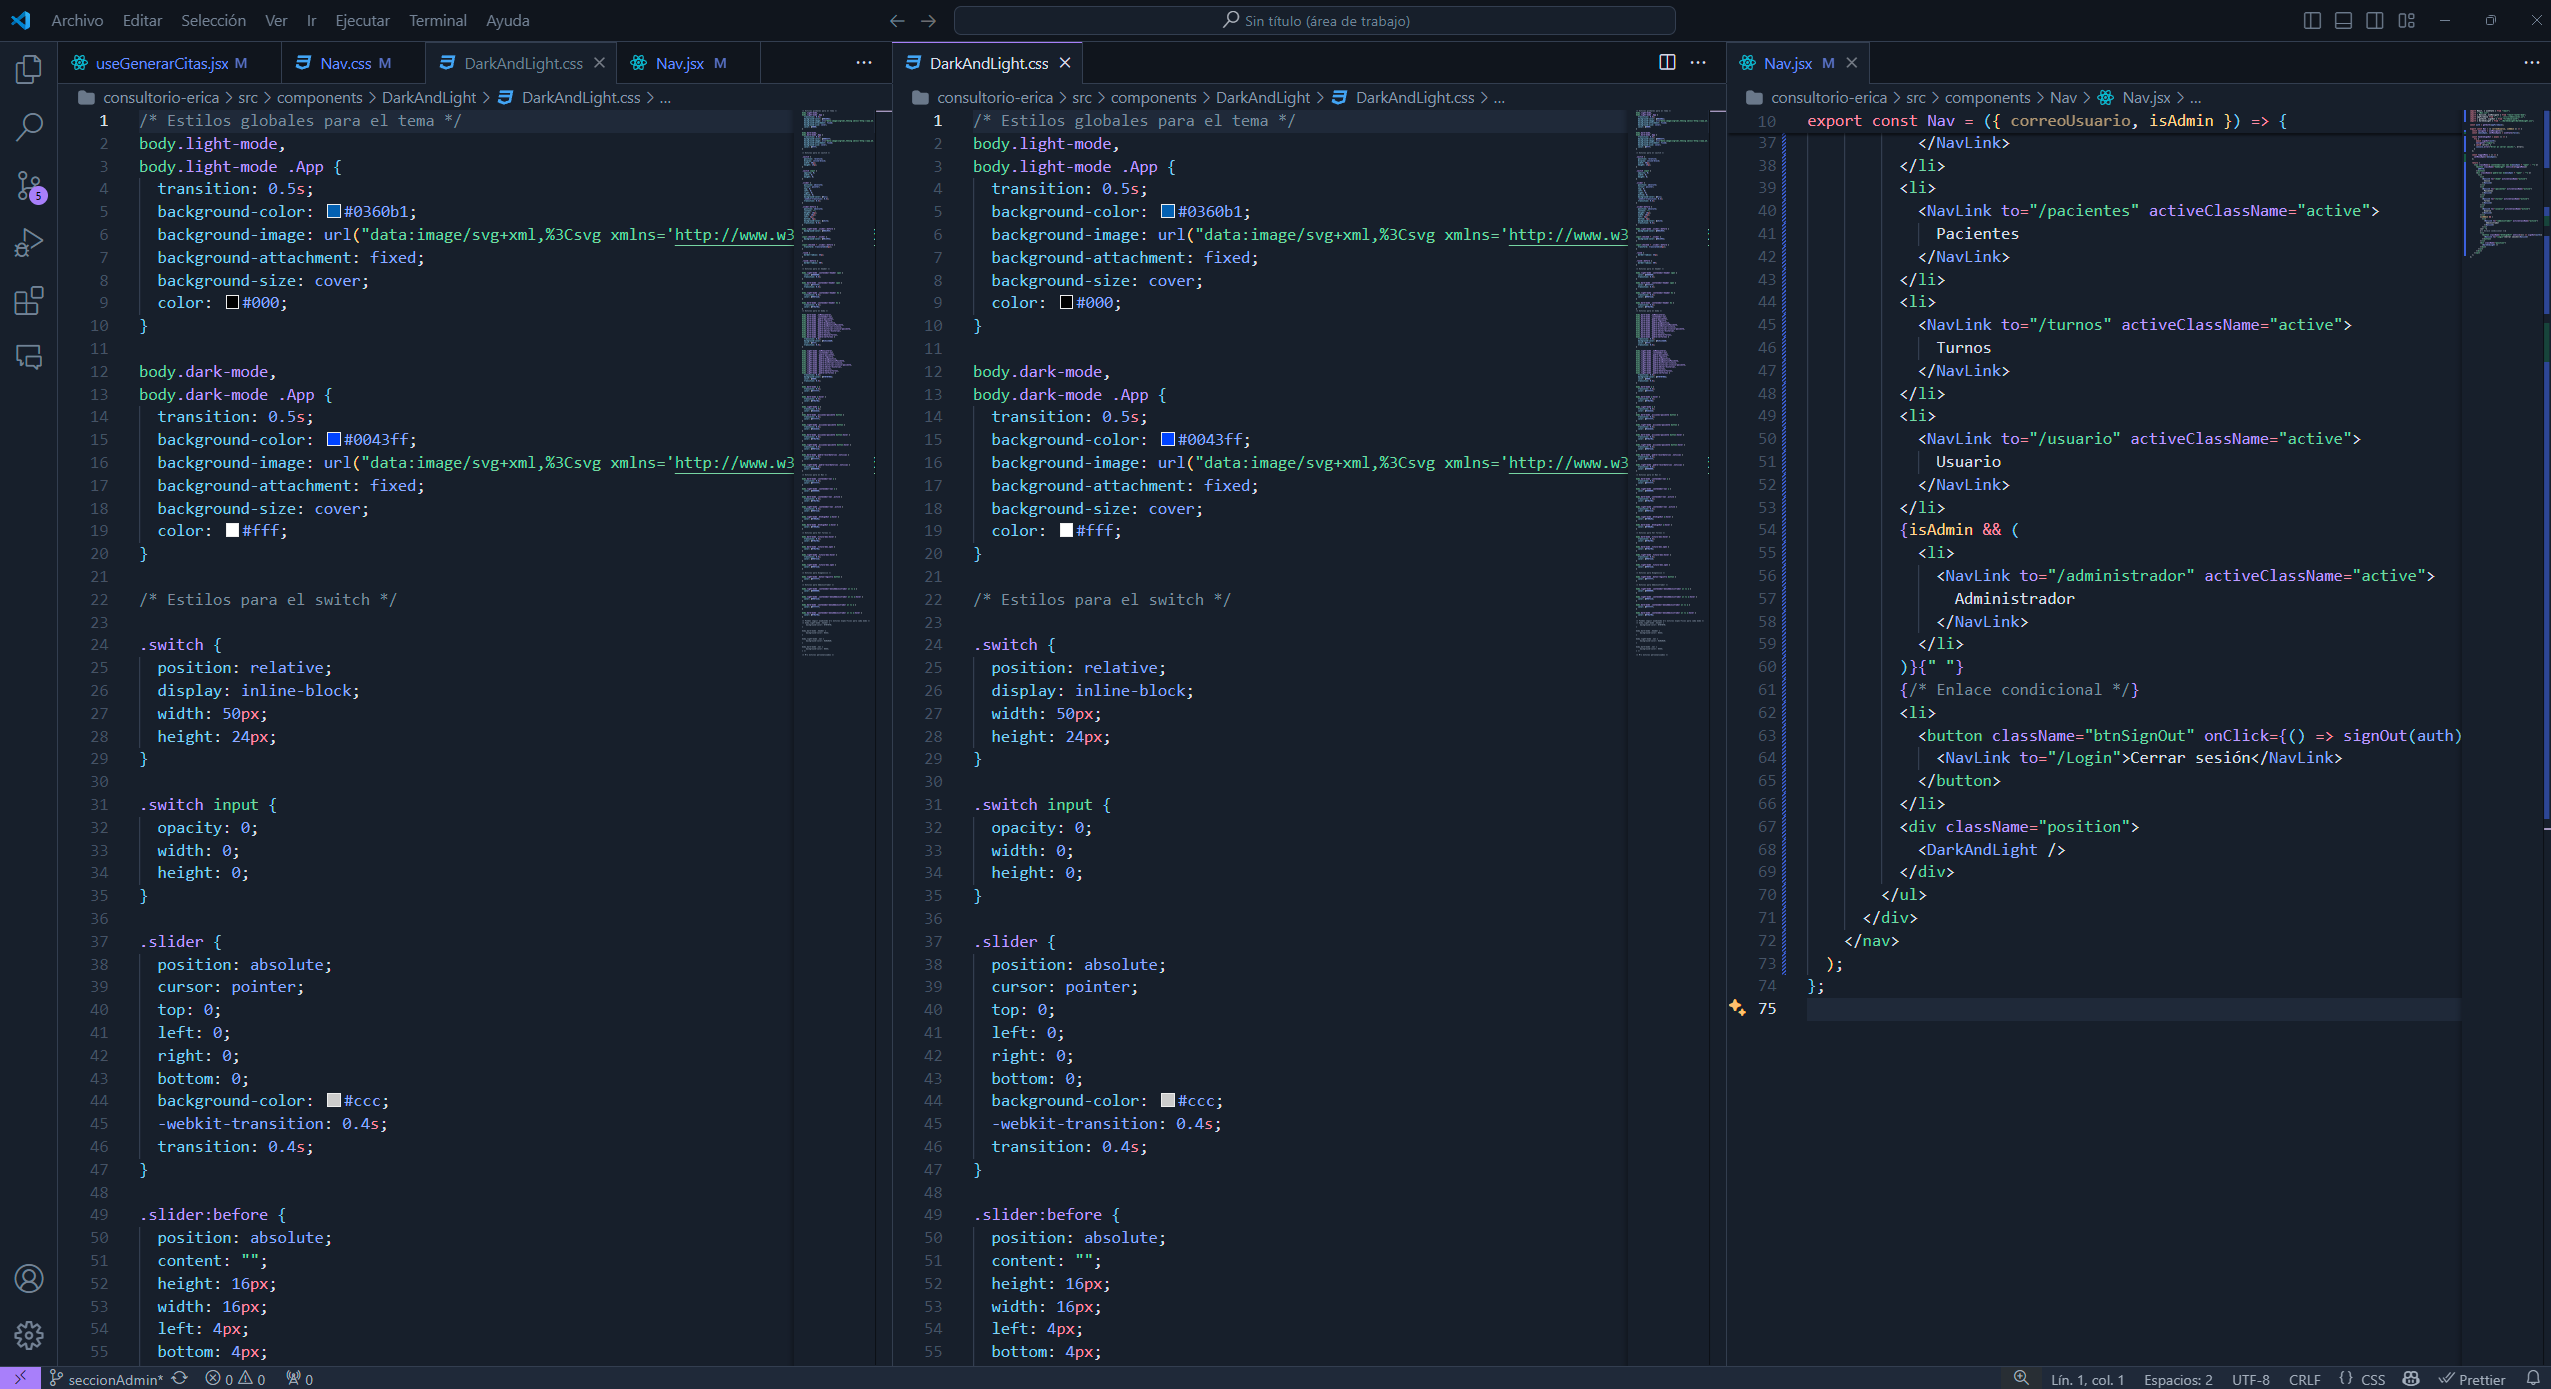 Archivo Editar Selección Ver Ir Ejecutar Terminal Ayuda
Sin título (área de trabajo)
useGenerarCitas.jsx M
Nav.css M
DarkAndLight.css
Nav.jsx M
consultorio-erica > src > components > DarkAndLight > DarkAndLight.css > ...
1 /* Estilos globales para el tema */
2 body.light-mode,
3 body.light-mode .App {
4 transition: 0.5s;
5 background-color: #0360b1;
6 background-image: url("data:image/svg+xml,%3Csvg xmlns='http://www.w3
7 background-attachment: fixed;
8 background-size: cover;
9 color: #000;
10 }
11
12 body.dark-mode,
13 body.dark-mode .App {
14 transition: 0.5s;
15 background-color: #0043ff;
16 background-image: url("data:image/svg+xml,%3Csvg xmlns='http://www.w3
17 background-attachment: fixed;
18 background-size: cover;
19 color: #fff;
20 }
21
22 /* Estilos para el switch */
23
24 .switch {
25 position: relative;
26 display: inline-block;
27 width: 50px;
28 height: 24px;
29 }
30
31 .switch input {
32 opacity: 0;
33 width: 0;
34 height: 0;
35 }
36
37 .slider {
38 position: absolute;
39 cursor: pointer;
40 top: 0;
41 left: 0;
42 right: 0;
43 bottom: 0;
44 background-color: #ccc;
45 -webkit-transition: 0.4s;
46 transition: 0.4s;
47 }
48
49 .slider:before {
50 position: absolute;
51 content: "";
52 height: 16px;
53 width: 16px;
54 left: 4px;
55 bottom: 4px;
DarkAndLight.css
consultorio-erica > src > components > DarkAndLight > DarkAndLight.css > ...
1 /* Estilos globales para el tema */
2 body.light-mode,
3 body.light-mode .App {
4 transition: 0.5s;
5 background-color: #0360b1;
6 background-image: url("data:image/svg+xml,%3Csvg xmlns='http://www.w3
7 background-attachment: fixed;
8 background-size: cover;
9 color: #000;
10 }
11
12 body.dark-mode,
13 body.dark-mode .App {
14 transition: 0.5s;
15 background-color: #0043ff;
16 background-image: url("data:image/svg+xml,%3Csvg xmlns='http://www.w3
17 background-attachment: fixed;
18 background-size: cover;
19 color: #fff;
20 }
21
22 /* Estilos para el switch */
23
24 .switch {
25 position: relative;
26 display: inline-block;
27 width: 50px;
28 height: 24px;
29 }
30
31 .switch input {
32 opacity: 0;
33 width: 0;
34 height: 0;
35 }
36
37 .slider {
38 position: absolute;
39 cursor: pointer;
40 top: 0;
41 left: 0;
42 right: 0;
43 bottom: 0;
44 background-color: #ccc;
45 -webkit-transition: 0.4s;
46 transition: 0.4s;
47 }
48
49 .slider:before {
50 position: absolute;
51 content: "";
52 height: 16px;
53 width: 16px;
54 left: 4px;
55 bottom: 4px;
Nav.jsx M
consultorio-erica > src > components > Nav > Nav.jsx > ...
10 export const Nav = ({ correoUsuario, isAdmin }) => {
37 </NavLink>
38 </li>
39 <li>
40 <NavLink to="/pacientes" activeClassName="active">
41 Pacientes
42 </NavLink>
43 </li>
44 <li>
45 <NavLink to="/turnos" activeClassName="active">
46 Turnos
47 </NavLink>
48 </li>
49 <li>
50 <NavLink to="/usuario" activeClassName="active">
51 Usuario
52 </NavLink>
53 </li>
54 {isAdmin && (
55 <li>
56 <NavLink to="/administrador" activeClassName="active">
57 Administrador
58 </NavLink>
59 </li>
60 )}{" "}
61 {/* Enlace condicional */}
62 <li>
63 <button className="btnSignOut" onClick={() => signOut(auth)
64 <NavLink to="/Login">Cerrar sesión</NavLink>
65 </button>
66 </li>
67 <div className="position">
68 <DarkAndLight />
69 </div>
70 </ul>
71 </div>
72 </nav>
73 );
74 };
75
5
seccionAdmin* 0 0 0
Lín. 1, col. 1 Espacios: 2 UTF-8 CRLF {} CSS Prettier